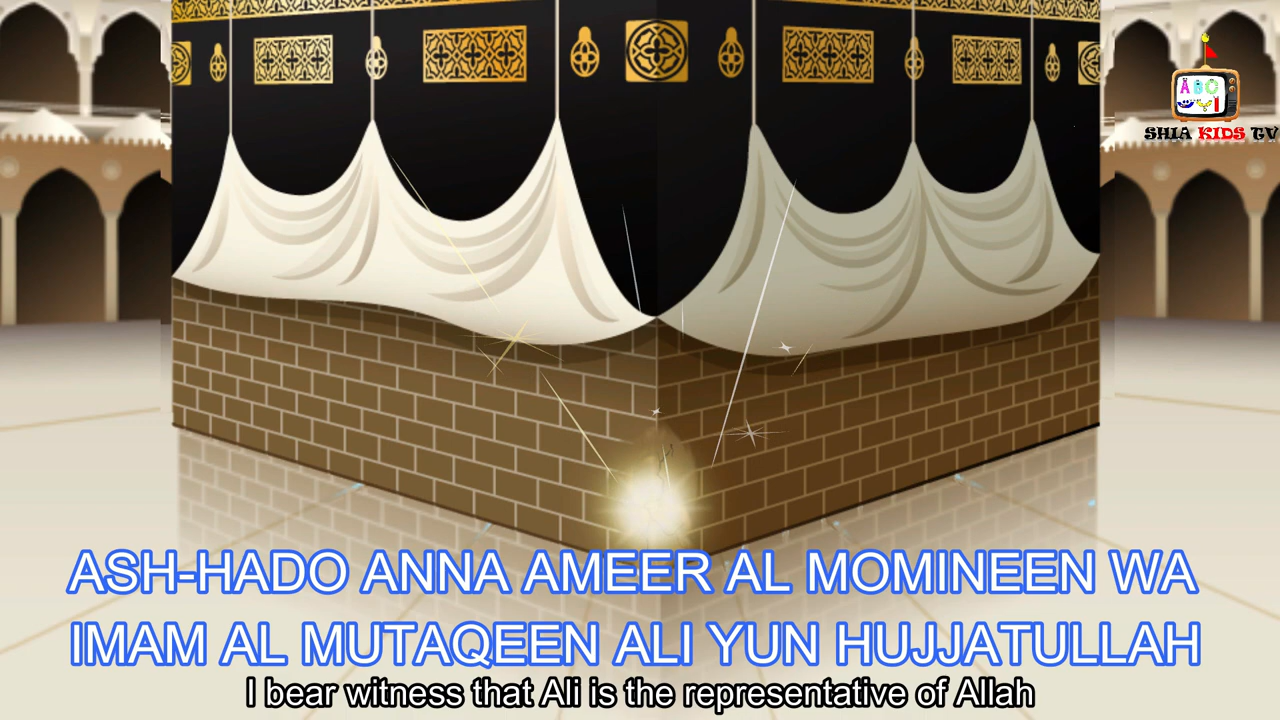 SHIA KIDS TV
ASH-HADO ANNA AMEER AL MOMINEEN WA
IMAM AL MUTAQEEN ALI YUN HUJJATULLAH
I bear witness that Ali is the representative of Allah